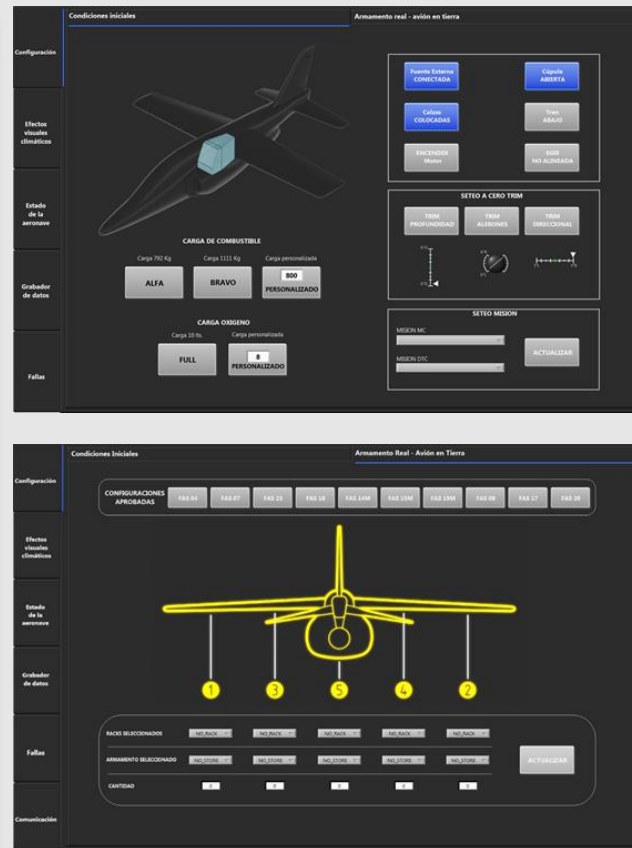 Condiciones iniciales
Armamento real - avión en tierra
Configuración
Efectos
visuales
climáticos
Estado
de la
aeronave
Grabador
de datos
Fallas
Fuente Externa
CONECTADA
Cúpula
ABIERTA
Calzas
COLOCADAS
Tren
ABAJO
ENCENDER
Motor
EGIR
NO ALINEADA
SETEO A CERO TRIM
TRIM
PROFUNDIDAD
TRIM
ALERONES
TRIM
DIRECCIONAL
CARGA DE COMBUSTIBLE
Carga 792 Kg
Carga 1111 Kg
Carga personalizada
ALFA
BRAVO
800
PERSONALIZADO
CARGA OXIGENO
Carga 10 lts.
Carga personalizada
FULL
8
PERSONALIZADO
SETEO MISION
MISION MC
MISION DTC
ACTUALIZAR
Condiciones Iniciales
Armamento Real - Avión en Tierra
Configuración
Efectos
visuales
climáticos
Estado
de la
aeronave
Grabador
de datos
Fallas
Comunicación
CONFIGURACIONES
APROBADAS
1
3
5
4
2
RACKS SELECCIONADOS
NO_RACK NO_RACK NO_RACK NO_RACK NO_RACK
ARMAMENTO SELECCIONADO
NO_STORE NO_STORE NO_STORE NO_STORE NO_STORE
CANTIDAD
0 0 0 0 0
ACTUALIZAR